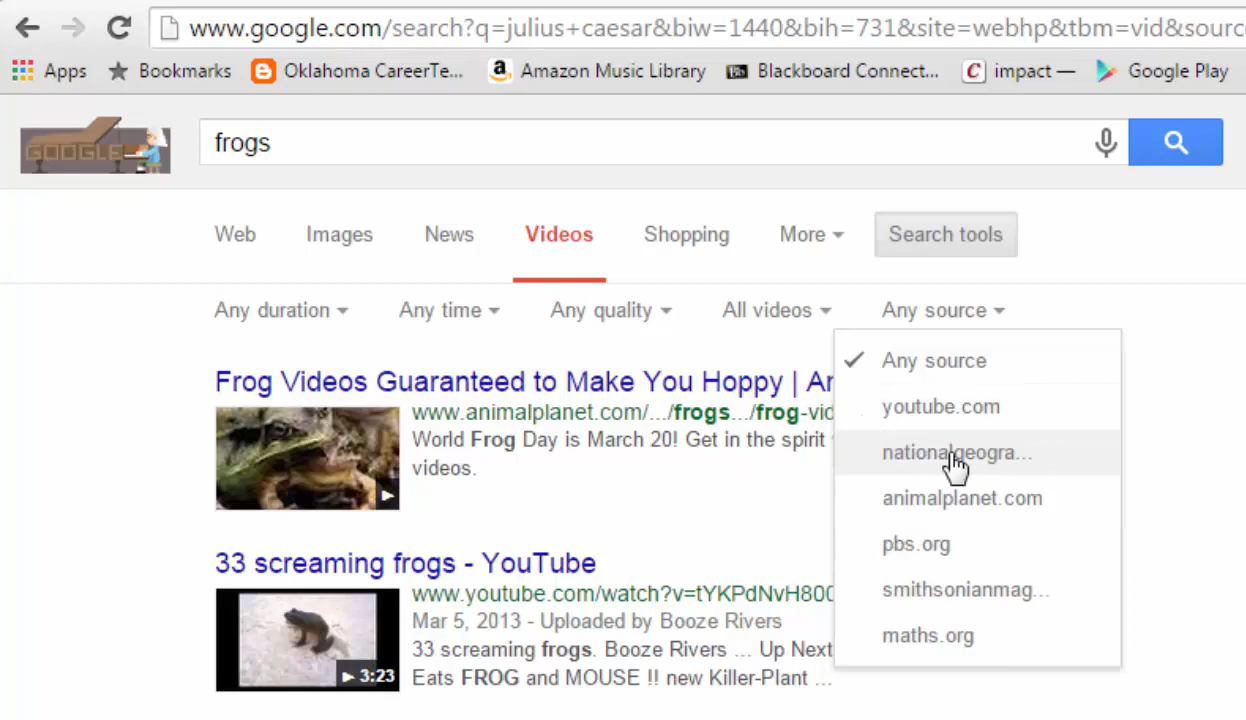 www.google.com/search?q=julius+caesar&biw=1440&bih=731&site=webhp&tbm=vid&sourc
Apps Bookmarks Oklahoma CareerTe... Amazon Music Library Blackboard Connect... impact — Google Play
GOOGLE frogs
Web Images News Videos Shopping More Search tools
Any duration Any time Any quality All videos Any source
Any source
youtube.com
nationalgeogra...
animalplanet.com
pbs.org
smithsonianmag...
maths.org
Frog Videos Guaranteed to Make You Hoppy | An
www.animalplanet.com/.../frogs.../frog-vid
World Frog Day is March 20! Get in the spirit
videos.
33 screaming frogs - YouTube
www.youtube.com/watch?v=tYKPdNvH800
Mar 5, 2013 - Uploaded by Booze Rivers
33 screaming frogs. Booze Rivers ... Up Next
Eats FROG and MOUSE !! new Killer-Plant ...
3:23